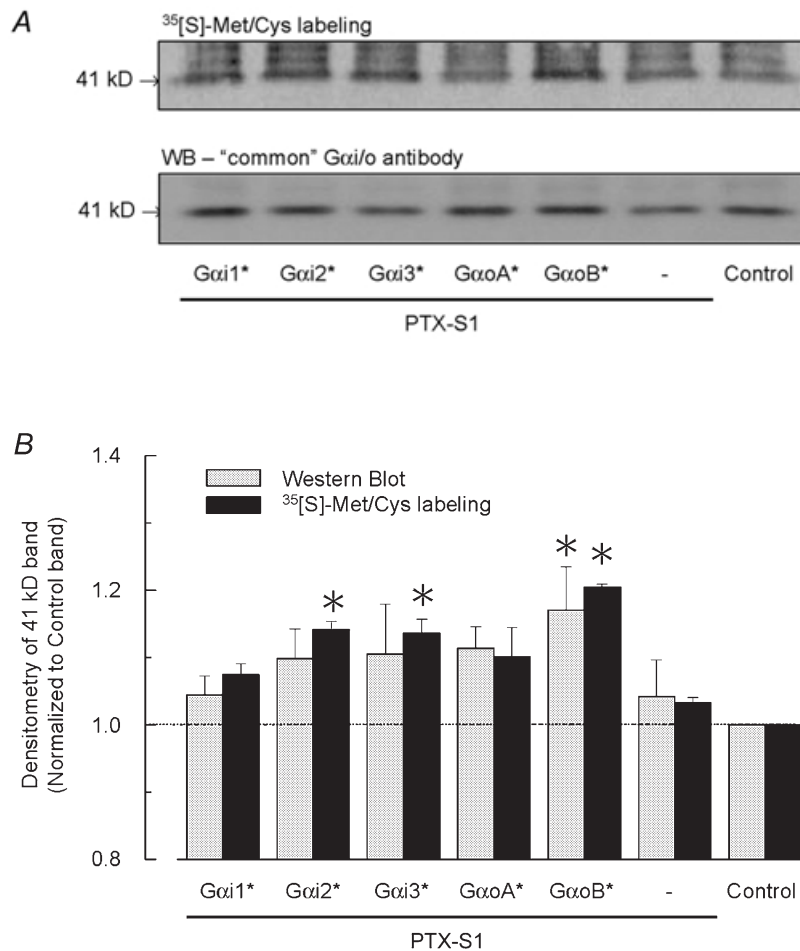 A
³⁵[S]-Met/Cys labeling
41 kD →
WB – “common” Gαi/o antibody
41 kD →
Gαi1* Gαi2* Gαi3* GαoA* GαoB* - Control
PTX-S1
B
Densitometry of 41 kD band
(Normalized to Control band)
1.4
1.2
1.0
0.8
Western Blot
³⁵[S]-Met/Cys labeling
* * * *
Gαi1* Gαi2* Gαi3* GαoA* GαoB* - Control
PTX-S1